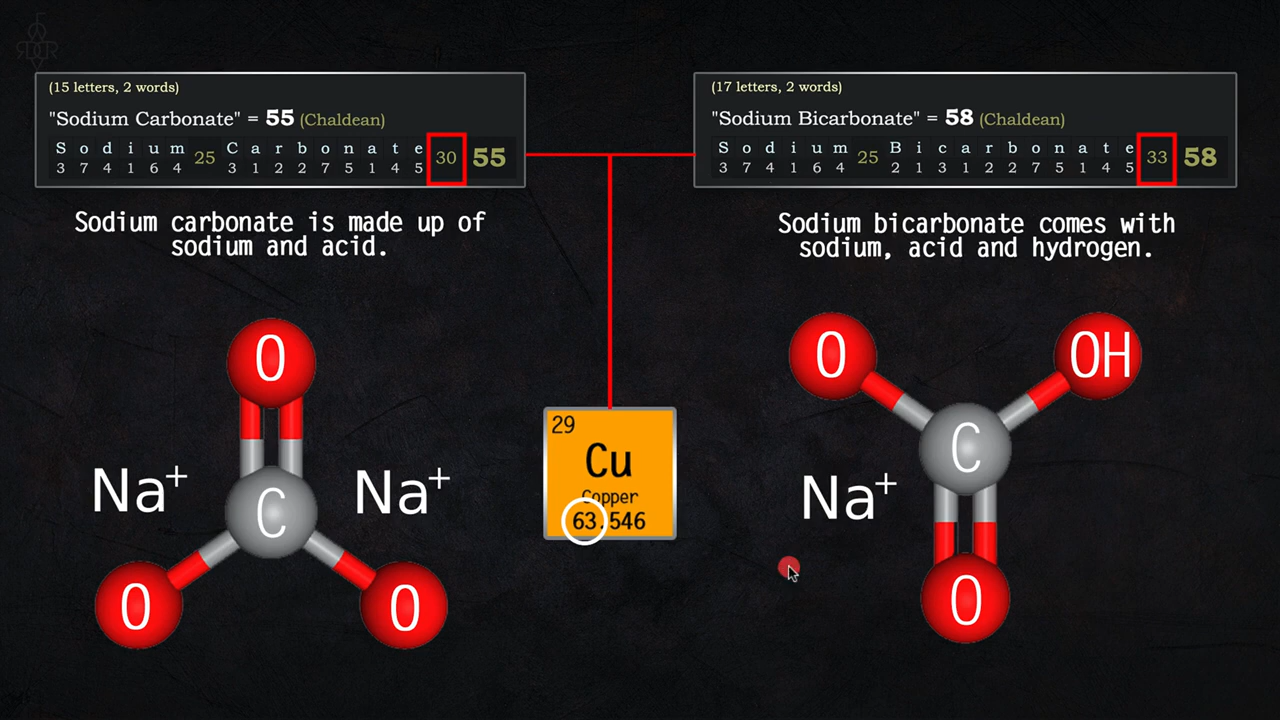 (15 letters, 2 words)
"Sodium Carbonate" = 55 (Chaldean)
S o d i u m 25 C a r b o n a t e 30 55
3 7 4 1 6 4 3 1 2 2 7 5 1 4 5
Sodium carbonate is made up of
sodium and acid.
(17 letters, 2 words)
"Sodium Bicarbonate" = 58 (Chaldean)
S o d i u m 25 B i c a r b o n a t e 33 58
3 7 4 1 6 4 2 1 3 1 2 2 7 5 1 4 5
Sodium bicarbonate comes with
sodium, acid and hydrogen.
O
Na+ C Na+
O O
29
Cu
Copper
63.546
O OH
C
Na+
O